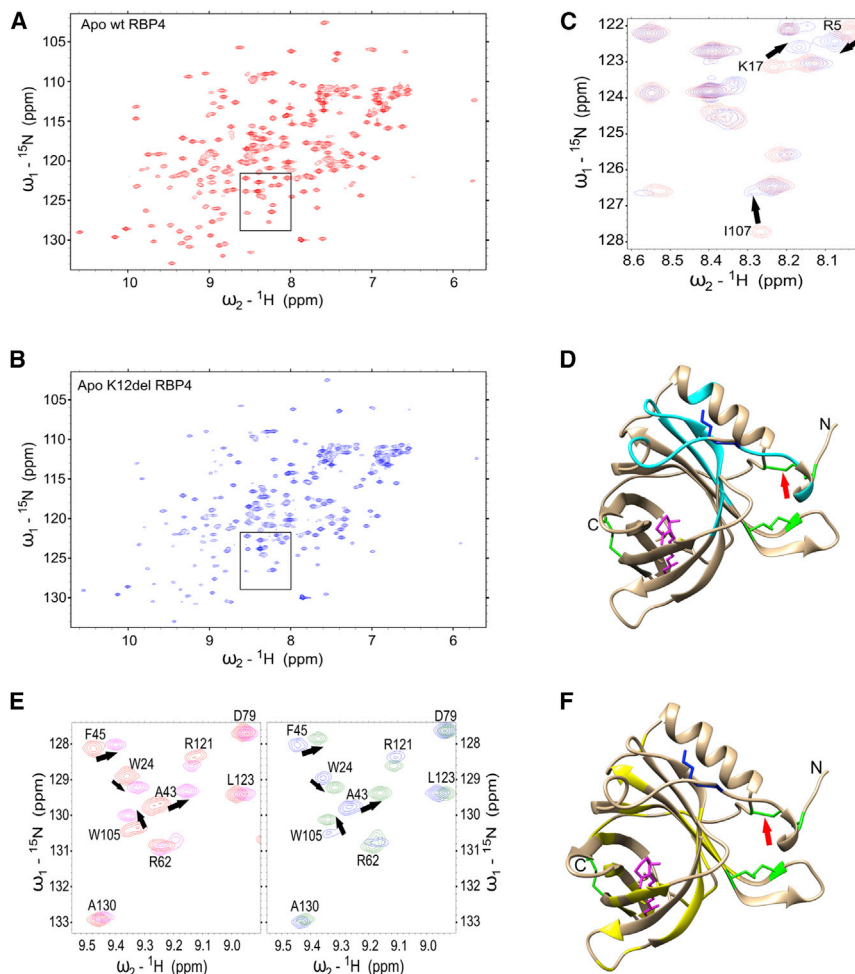 A
Apo wt RBP4
110
115
120
125
130
ω1 - 15N (ppm)
10 9 8 7 6
ω2 - 1H (ppm)
B
Apo K12del RBP4
110
115
120
125
130
ω1 - 15N (ppm)
10 9 8 7 6
ω2 - 1H (ppm)
C
122
123
124
125
126
127
128
ω1 - 15N (ppm)
R5
K17
I107
8.6 8.5 8.4 8.3 8.2 8.1
ω2 - 1H (ppm)
D
N
C
E
D79
F45
R121
W24
A43
L123
W105
R62
A130
9.5 9.4 9.3 9.2 9.1 9.0
ω2 - 1H (ppm)
D79
F45
R121
W24
A43
L123
W105
R62
A130
128
129
130
131
132
133
ω1 - 15N (ppm)
9.5 9.4 9.3 9.2 9.1 9.0
ω2 - 1H (ppm)
128
129
130
131
132
133
ω1 - 15N (ppm)
F
N
C